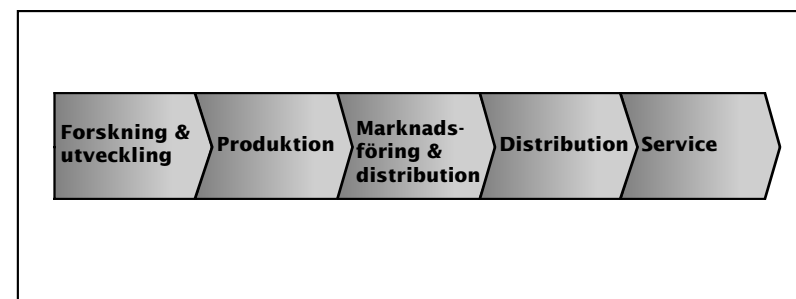 Forskning &
utveckling
Produktion
Marknads-
föring &
distribution
Distribution
Service